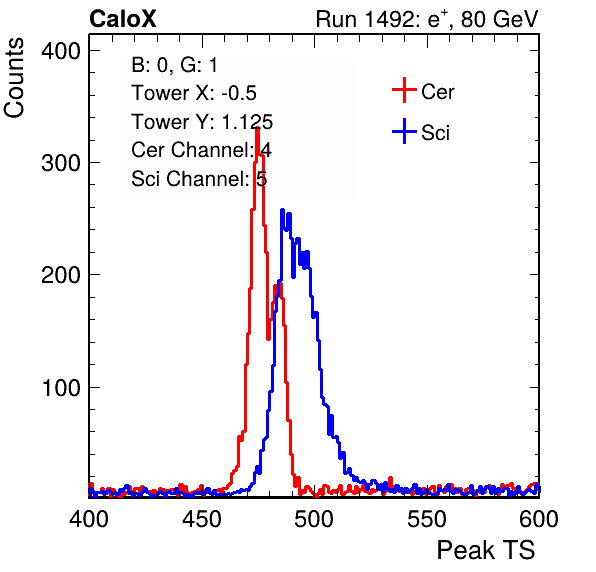 CaloX Run 1492: e+, 80 GeV
Counts
400
300
200
100
B: 0, G: 1
Tower X: -0.5
Tower Y: 1.125
Cer Channel: 4
Sci Channel: 5
Cer
Sci
400 450 500 550 600
Peak TS